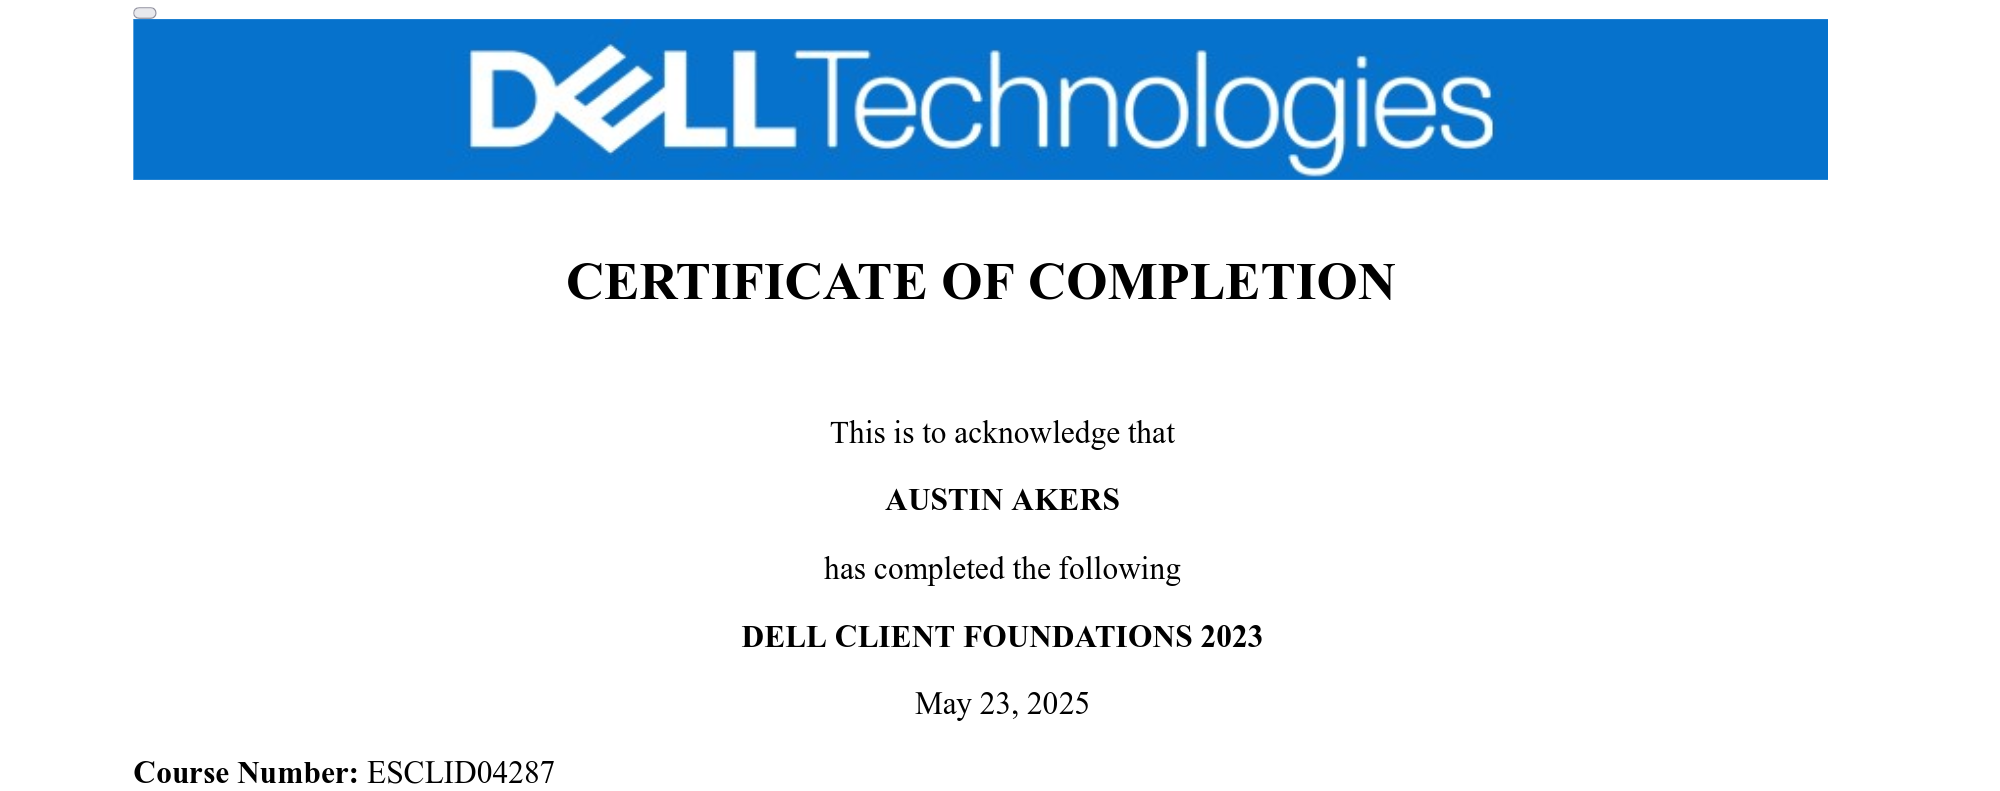 DELL Technologies
CERTIFICATE OF COMPLETION
This is to acknowledge that
AUSTIN AKERS
has completed the following
DELL CLIENT FOUNDATIONS 2023
May 23, 2025
Course Number: ESCLID04287